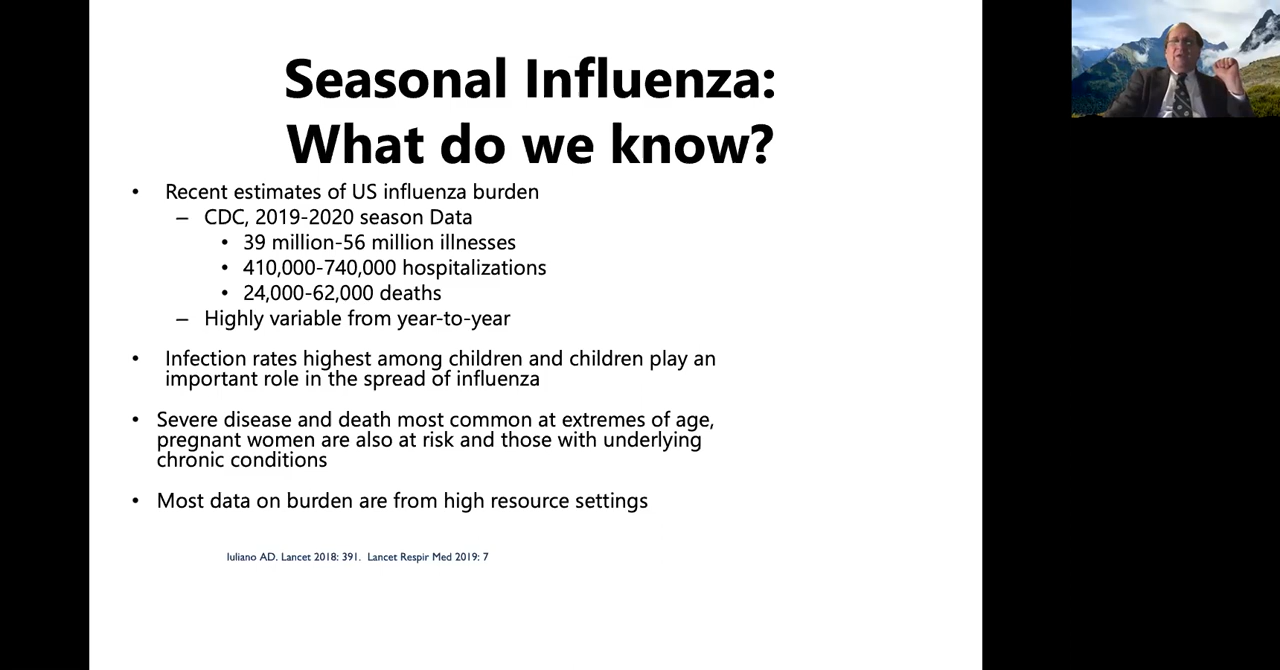 Seasonal Influenza:
What do we know?
• Recent estimates of US influenza burden
– CDC, 2019-2020 season Data
• 39 million-56 million illnesses
• 410,000-740,000 hospitalizations
• 24,000-62,000 deaths
– Highly variable from year-to-year
• Infection rates highest among children and children play an
important role in the spread of influenza
• Severe disease and death most common at extremes of age,
pregnant women are also at risk and those with underlying
chronic conditions
• Most data on burden are from high resource settings
Iuliano AD. Lancet 2018: 391. Lancet Respir Med 2019: 7